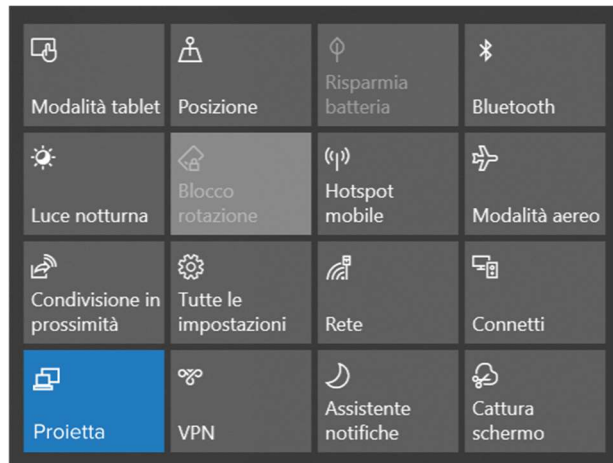 Modalità tablet
Posizione
Risparmia
batteria
Bluetooth
Luce notturna
Blocco
rotazione
Hotspot
mobile
Modalità aereo
Condivisione in
prossimità
Tutte le
impostazioni
Rete
Connetti
Proietta
VPN
Assistente
notifiche
Cattura
schermo